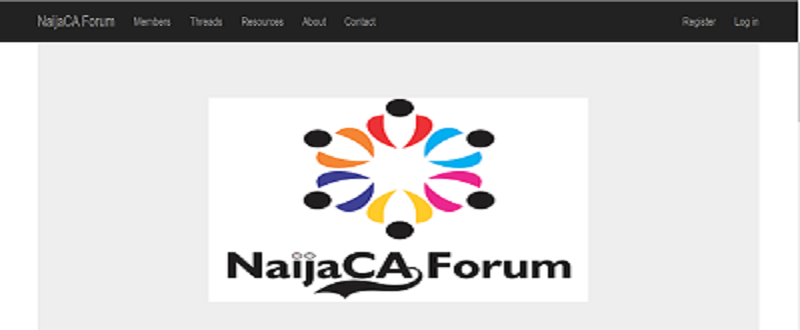 NaijaCA Forum Members Threads Resources About Contact Register Log in
NaijaCA Forum